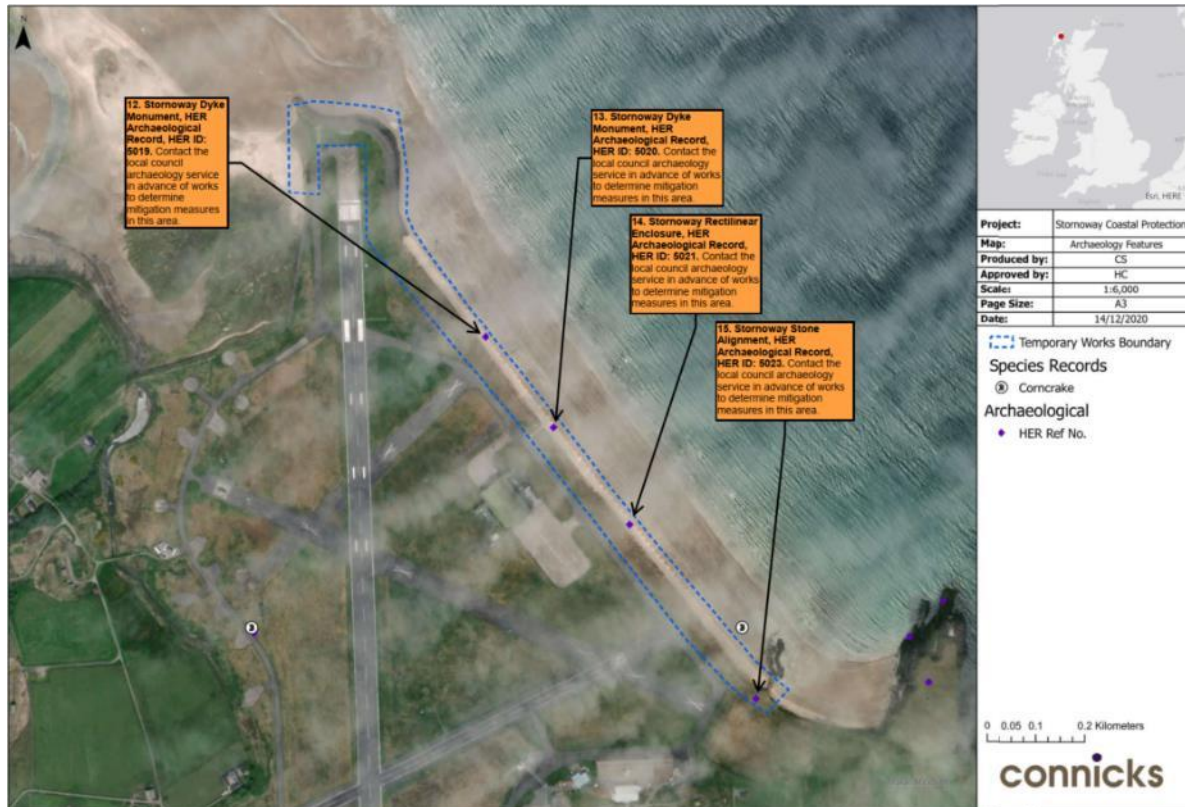 N
12. Stornoway Dyke
Monument, HER
Archaeological
Record, HER ID:
5019. Contact the
local council
archaeology service
in advance of works
to determine
mitigation measures
in this area.
13. Stornoway Dyke
Monument, HER
Archaeological Record,
HER ID: 5020. Contact the
local council archaeology
service in advance of works
to determine mitigation
measures in this area.
14. Stornoway Rectilinear
Enclosure, HER
Archaeological Record,
HER ID: 5021. Contact the
local council archaeology
service in advance of works
to determine mitigation
measures in this area.
15. Stornoway Stone
Alignment, HER
Archaeological Record,
HER ID: 5023. Contact the
local council archaeology
service in advance of works
to determine mitigation
measures in this area.
Esri, HERE
Project: Stornoway Coastal Protection
Map: Archaeology Features
Produced by: CS
Approved by: HC
Scale: 1:6,000
Page Size: A3
Date: 14/12/2020
Temporary Works Boundary
Species Records
Corncrake
Archaeological
HER Ref No.
0 0.05 0.1 0.2 Kilometers
connicks